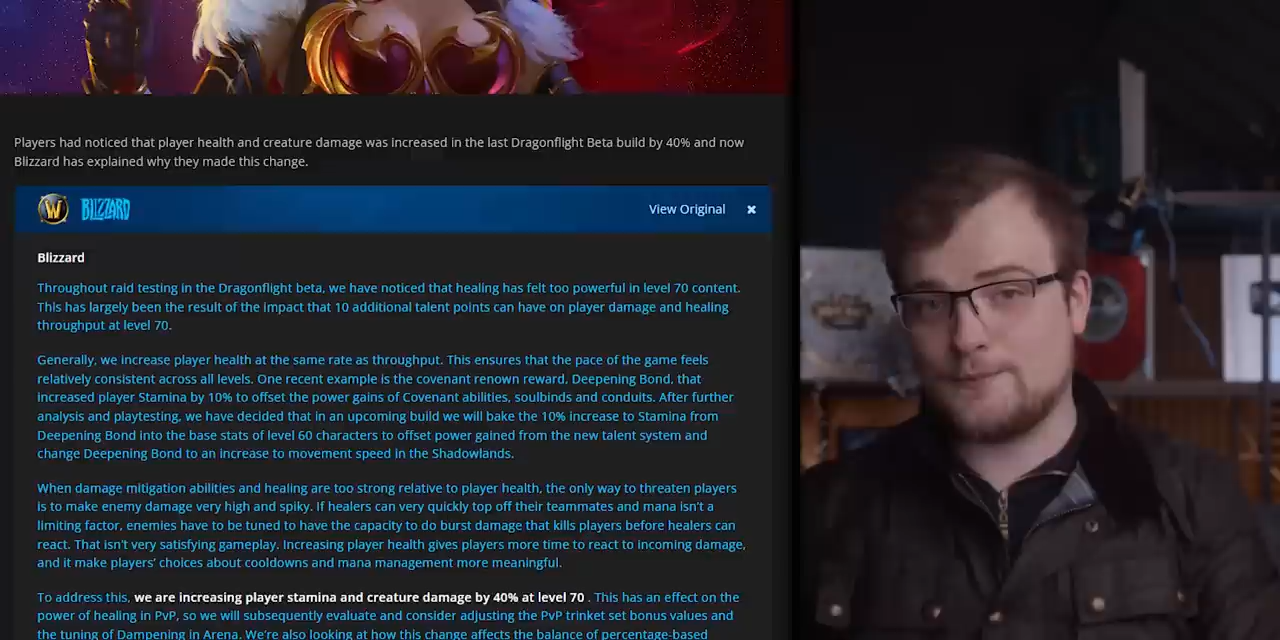 Players had noticed that player health and creature damage was increased in the last Dragonflight Beta build by 40% and now
Blizzard has explained why they made this change.
W BLIZZARD View Original ×
Blizzard
Throughout raid testing in the Dragonflight beta, we have noticed that healing has felt too powerful in level 70 content.
This has largely been the result of the impact that 10 additional talent points can have on player damage and healing
throughput at level 70.
Generally, we increase player health at the same rate as throughput. This ensures that the pace of the game feels
relatively consistent across all levels. One recent example is the covenant renown reward, Deepening Bond, that
increased player Stamina by 10% to offset the power gains of Covenant abilities, soulbinds and conduits. After further
analysis and playtesting, we have decided that in an upcoming build we will bake the 10% increase to Stamina from
Deepening Bond into the base stats of level 60 characters to offset power gained from the new talent system and
change Deepening Bond to an increase to movement speed in the Shadowlands.
When damage mitigation abilities and healing are too strong relative to player health, the only way to threaten players
is to make enemy damage very high and spiky. If healers can very quickly top off their teammates and mana isn't a
limiting factor, enemies have to be tuned to have the capacity to do burst damage that kills players before healers can
react. That isn't very satisfying gameplay. Increasing player health gives players more time to react to incoming damage,
and it make players' choices about cooldowns and mana management more meaningful.
To address this, we are increasing player stamina and creature damage by 40% at level 70 . This has an effect on the
power of healing in PvP, so we will subsequently evaluate and consider adjusting the PvP trinket set bonus values and
the tuning of Dampening in Arena. We're also looking at how this change affects the balance of percentage-based